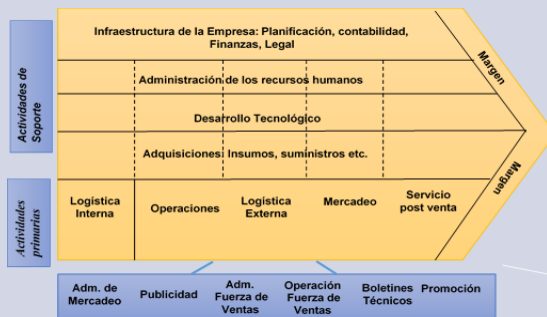 Actividades de
Soporte
Infraestructura de la Empresa: Planificación, contabilidad,
Finanzas, Legal
Administración de los recursos humanos
Desarrollo Tecnológico
Adquisiciones: Insumos, suministros etc.
Margen
Margen
Actividades
primarias
Logística
Interna
Operaciones
Logística
Externa
Mercadeo
Servicio
post venta
Adm. de
Mercadeo
Publicidad
Adm.
Fuerza de
Ventas
Operación
Fuerza de
Ventas
Boletines
Técnicos
Promoción